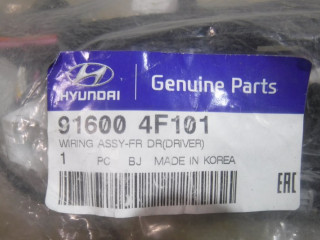 HYUNDAI
Genuine Parts
91600 4F101
WIRING ASSY-FR DR(DRIVER)
1 PC BJ MADE IN KOREA
EAC